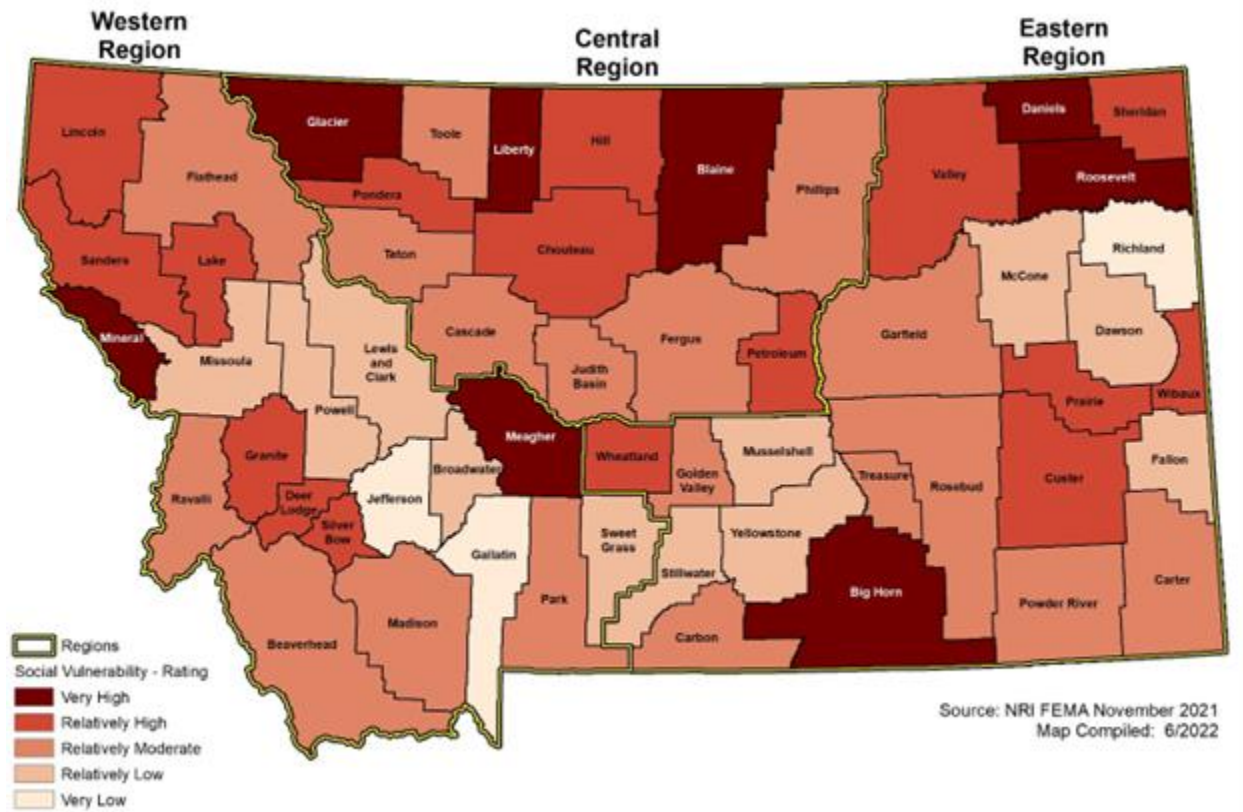 Western
Region
Central
Region
Eastern
Region
Lincoln
Flathead
Glacier
Toole
Liberty
Hill
Blaine
Phillips
Valley
Daniels
Sheridan
Roosevelt
Pondera
Teton
Chouteau
Richland
McCone
Sanders
Lake
Mineral
Missoula
Lewis
and
Clark
Powell
Cascade
Judith
Basin
Fergus
Petroleum
Garfield
Dawson
Prairie
Wibaux
Meagher
Wheatland
Golden
Valley
Musselshell
Treasure
Rosebud
Custer
Fallon
Ravalli
Granite
Deer
Lodge
Silver
Bow
Jefferson
Broadwater
Gallatin
Park
Sweet
Grass
Stillwater
Yellowstone
Big Horn
Carbon
Powder River
Carter
Beaverhead
Madison
Regions
Social Vulnerability - Rating
Very High
Relatively High
Relatively Moderate
Relatively Low
Very Low
Source: NRI FEMA November 2021
Map Compiled: 6/2022